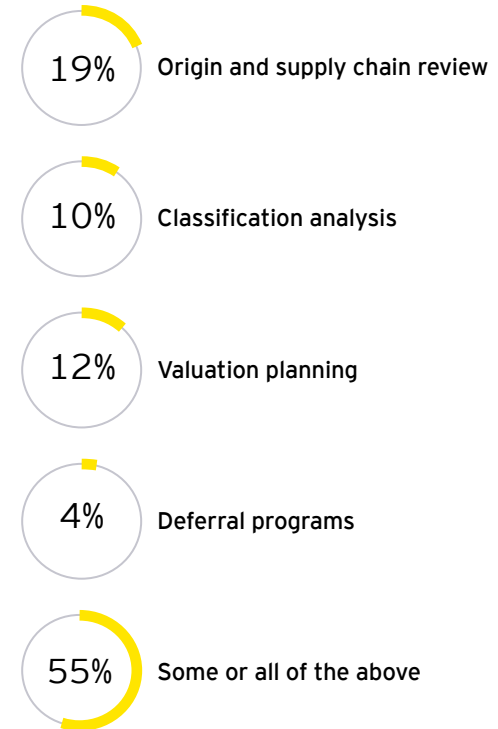 19% Origin and supply chain review
10% Classification analysis
12% Valuation planning
4% Deferral programs
55% Some or all of the above